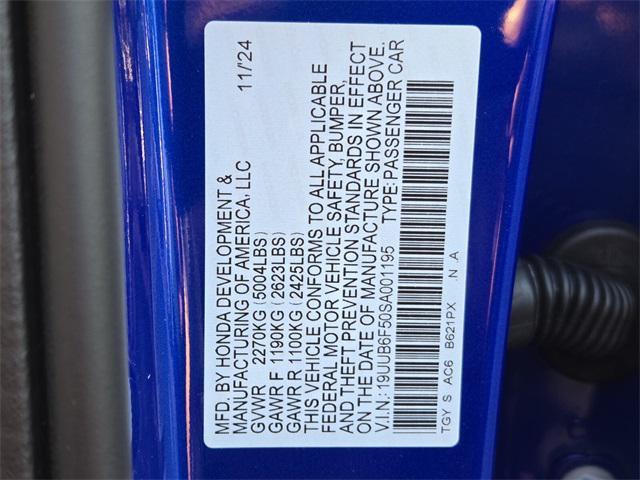 MFD. BY HONDA DEVELOPMENT &
MANUFACTURING OF AMERICA, LLC 11/'24
GVWR 2270KG (5004LBS)
GAWR F 1190KG (2623LBS)
GAWR R 1100KG (2425LBS)
THIS VEHICLE CONFORMS TO ALL APPLICABLE
FEDERAL MOTOR VEHICLE SAFETY, BUMPER,
AND THEFT PREVENTION STANDARDS IN EFFECT
ON THE DATE OF MANUFACTURE SHOWN ABOVE.
V.I.N.: 19UUB6F50SA001195 TYPE:PASSENGER CAR
TGY S AC6 B621PX .N .A